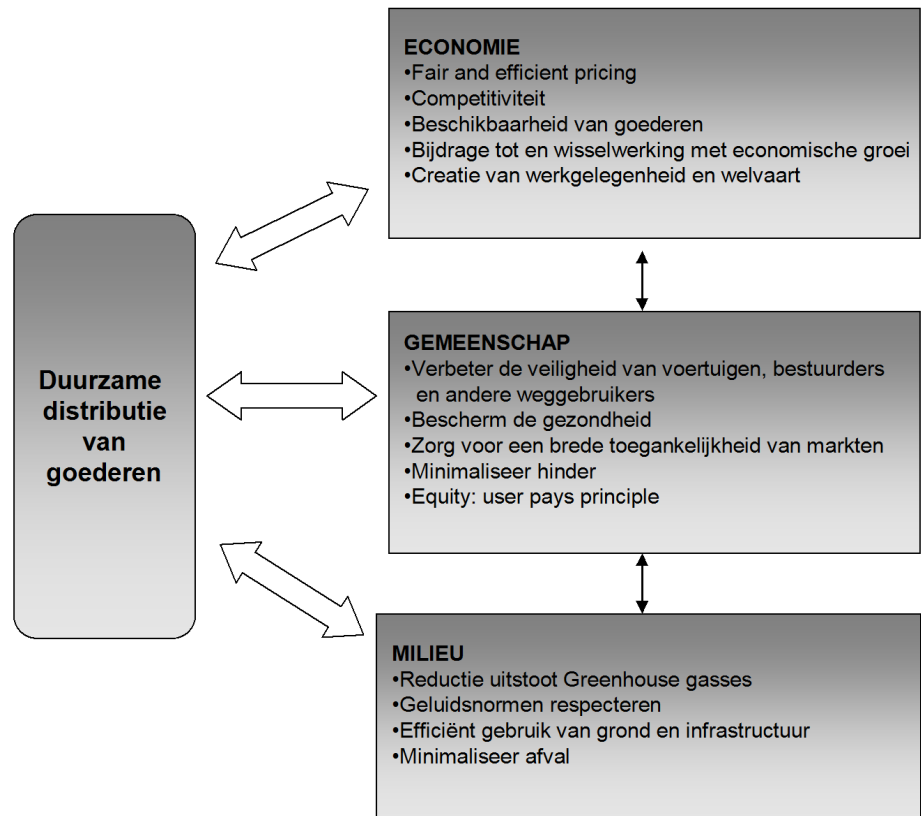 Duurzame
distributie
van
goederen
ECONOMIE
•Fair and efficient pricing
•Competitiviteit
•Beschikbaarheid van goederen
•Bijdrage tot en wisselwerking met economische groei
•Creatie van werkgelegenheid en welvaart
GEMEENSCHAP
•Verbeter de veiligheid van voertuigen, bestuurders
en andere weggebruikers
•Bescherm de gezondheid
•Zorg voor een brede toegankelijkheid van markten
•Minimaliseer hinder
•Equity: user pays principle
MILIEU
•Reductie uitstoot Greenhouse gasses
•Geluidsnormen respecteren
•Efficiënt gebruik van grond en infrastructuur
•Minimaliseer afval